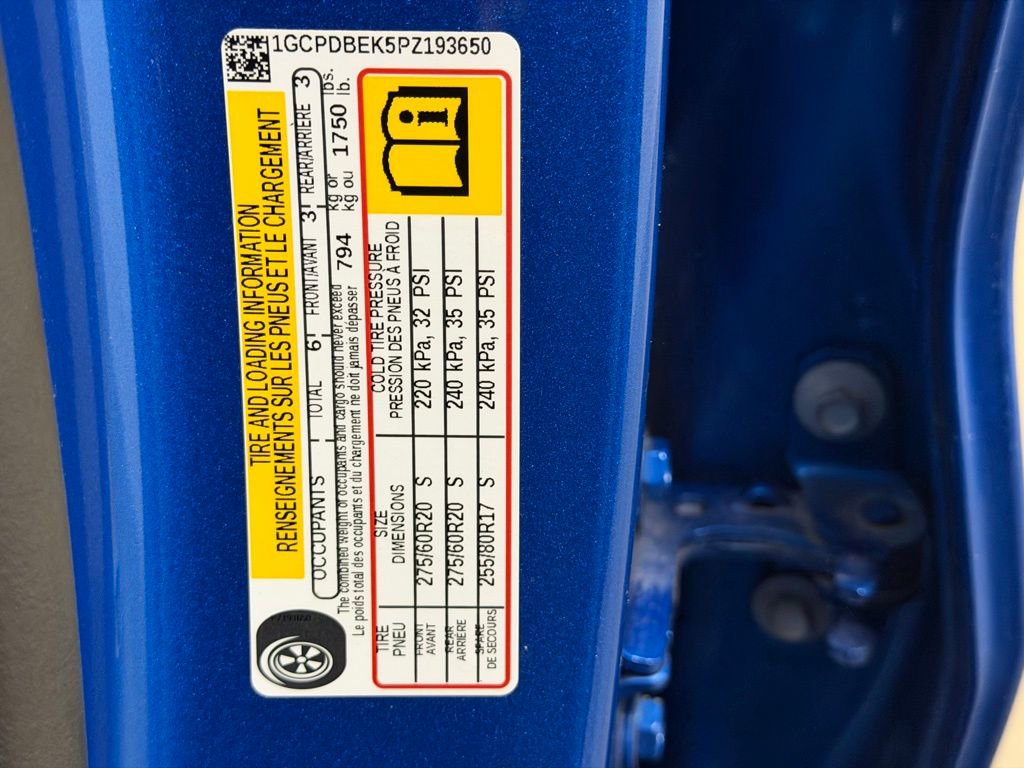 1GCPDBEK5PZ193650
TIRE AND LOADING INFORMATION
RENSEIGNEMENTS SUR LES PNEUS ET LE CHARGEMENT
OCCUPANTS TOTAL 6 FRONT/AVANT 3 REAR/ARRIÈRE 3
The combined weight of occupants and cargo should never exceed 794 kg or 1750 lbs.
Le poids total des occupants et du chargement ne doit jamais dépasser kg ou lb.
TIRE SIZE COLD TIRE PRESSURE
PNEU DIMENSIONS PRESSION DES PNEUS À FROID
FRONT 275/60R20 S 220 kPa, 32 PSI
AVANT
REAR 275/60R20 S 240 kPa, 35 PSI
ARRIÈRE
SPARE 255/80R17 S 240 kPa, 35 PSI
DE SECOURS
i
PZ193650